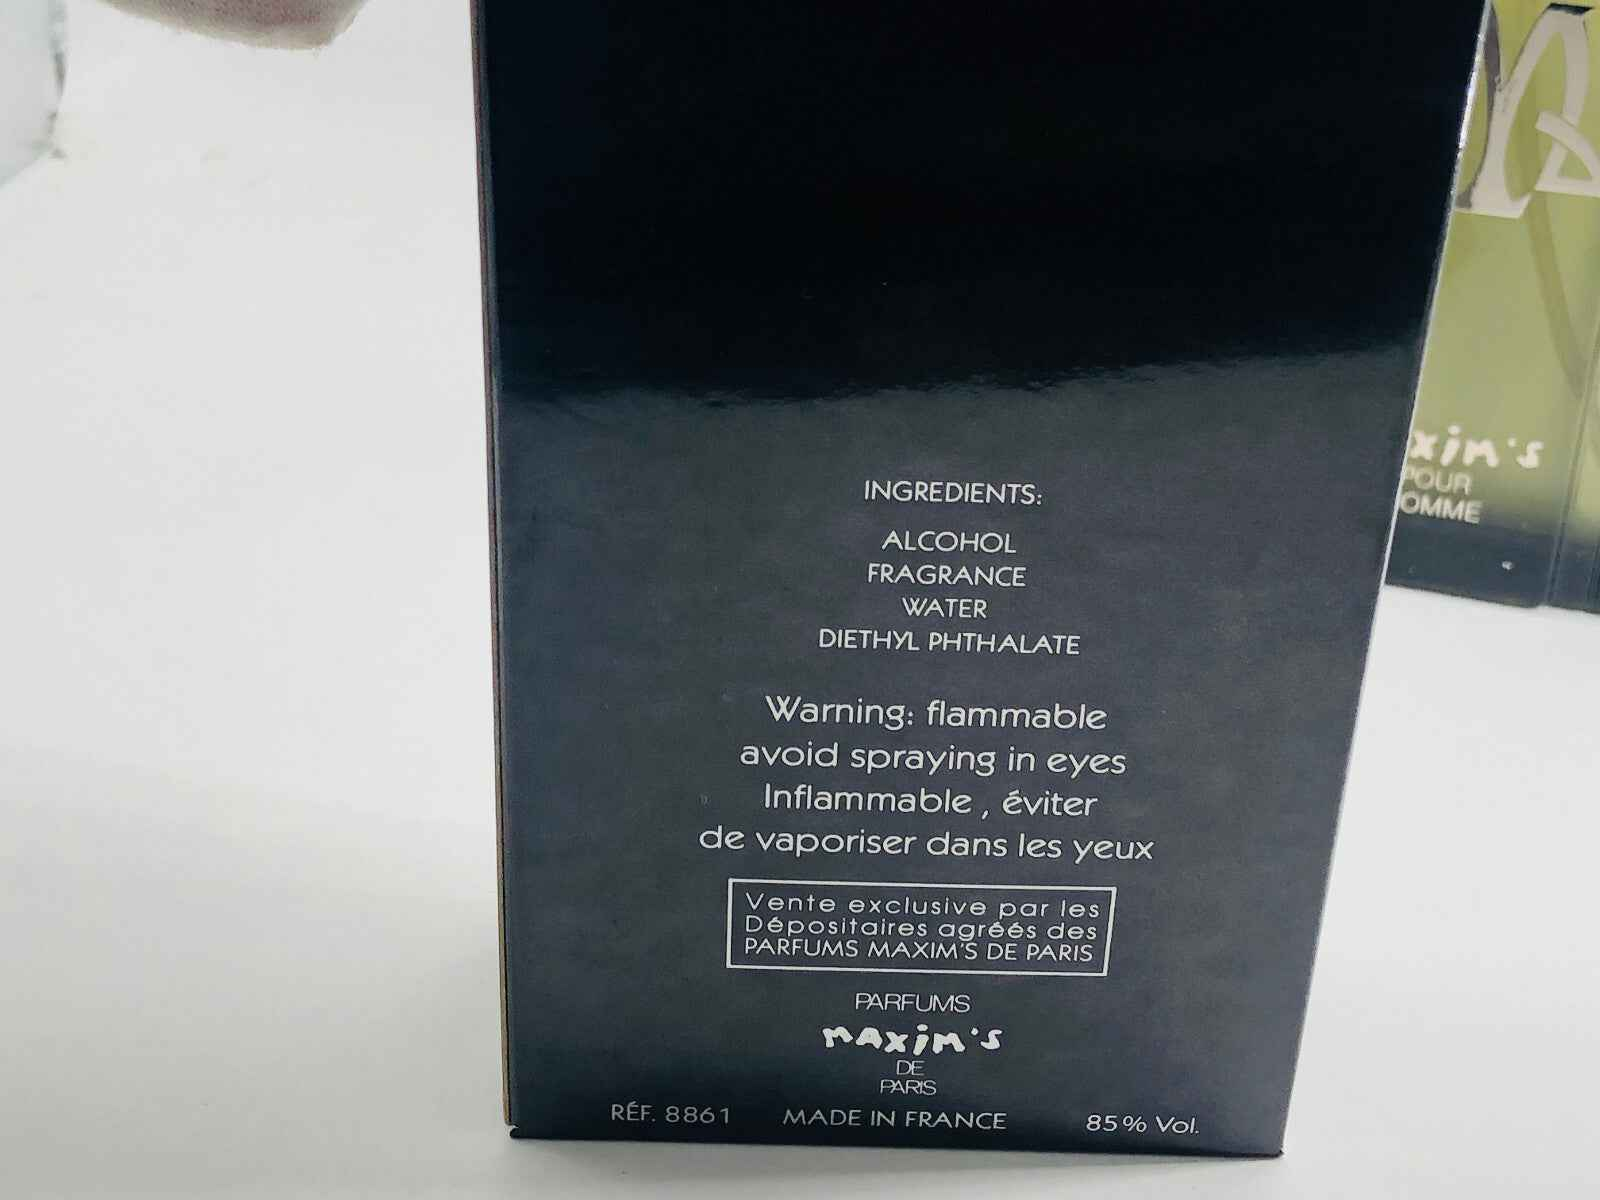 INGREDIENTS:
ALCOHOL
FRAGRANCE
WATER
DIETHYL PHTHALATE
Warning: flammable
avoid spraying in eyes
Inflammable , éviter
de vaporiser dans les yeux
Vente exclusive par les
Dépositaires agréés des
PARFUMS MAXIM'S DE PARIS
PARFUMS
MAXiM'S
DE
PARIS
RÉF. 8861 MADE IN FRANCE 85% Vol.
M
xiM'S
POUR
OMME